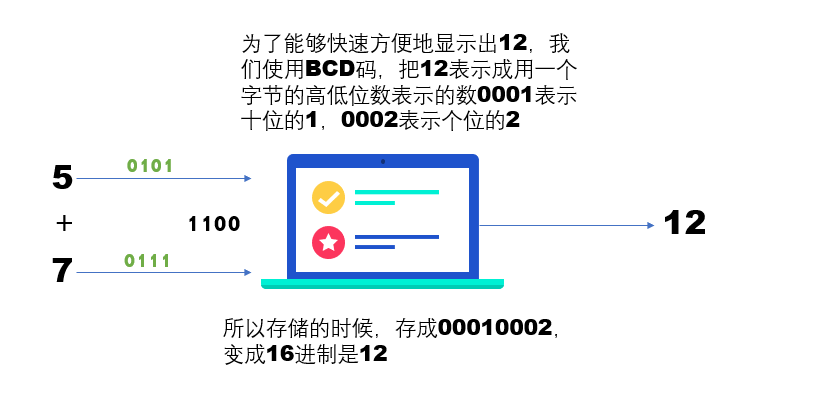 为了能够快速方便地显示出12，我
们使用BCD码，把12表示成用一个
字节的高低位数表示的数0001表示
十位的1，0002表示个位的2
5
0101
+
1100
7
0111
12
所以存储的时候，存成00010002，
变成16进制是12